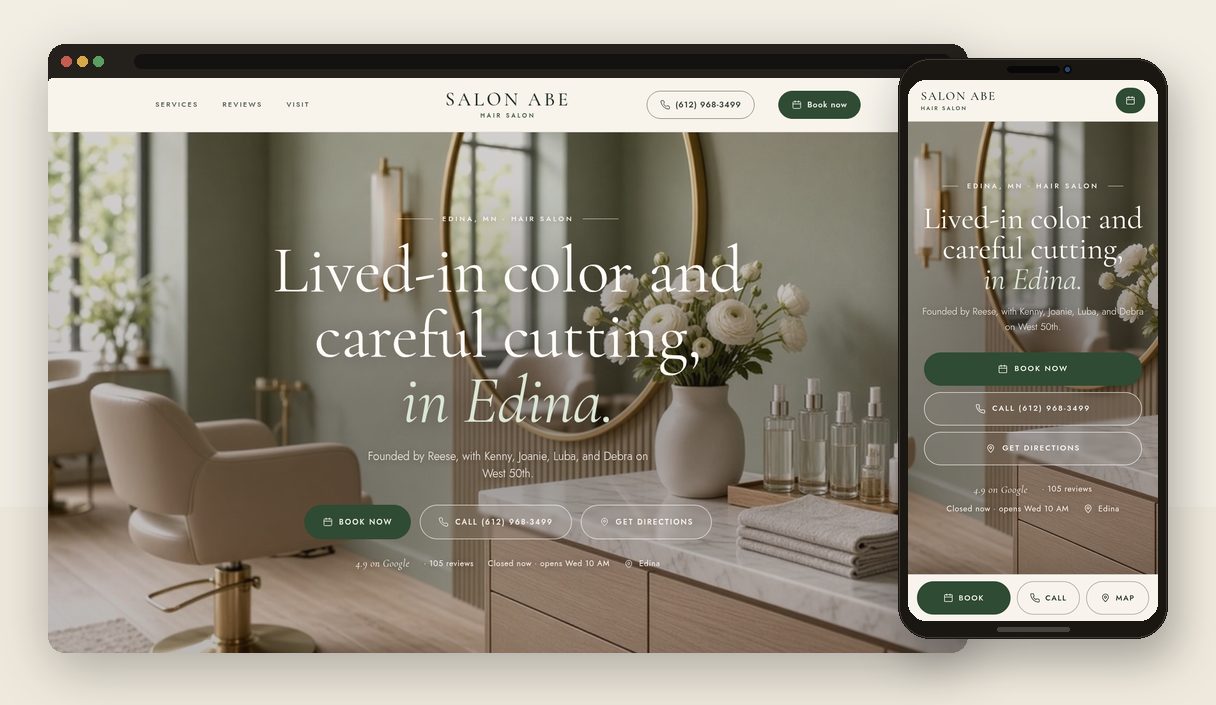 SERVICES REVIEWS VISIT
SALON ABE
HAIR SALON
(612) 968-3499
Book now
EDINA, MN · HAIR SALON
Lived-in color and
careful cutting,
in Edina.
Founded by Reese, with Kenny, Joanie, Luba, and Debra on
West 50th.
BOOK NOW
CALL (612) 968-3499
GET DIRECTIONS
4.9 on Google · 105 reviews Closed now · opens Wed 10 AM Edina
SALON ABE
HAIR SALON
EDINA, MN · HAIR SALON
Lived-in color and
careful cutting,
in Edina.
Founded by Reese, with Kenny, Joanie, Luba, and Debra
on West 50th.
BOOK NOW
CALL (612) 968-3499
GET DIRECTIONS
4.9 on Google · 105 reviews
Closed now · opens Wed 10 AM Edina
BOOK
CALL
MAP